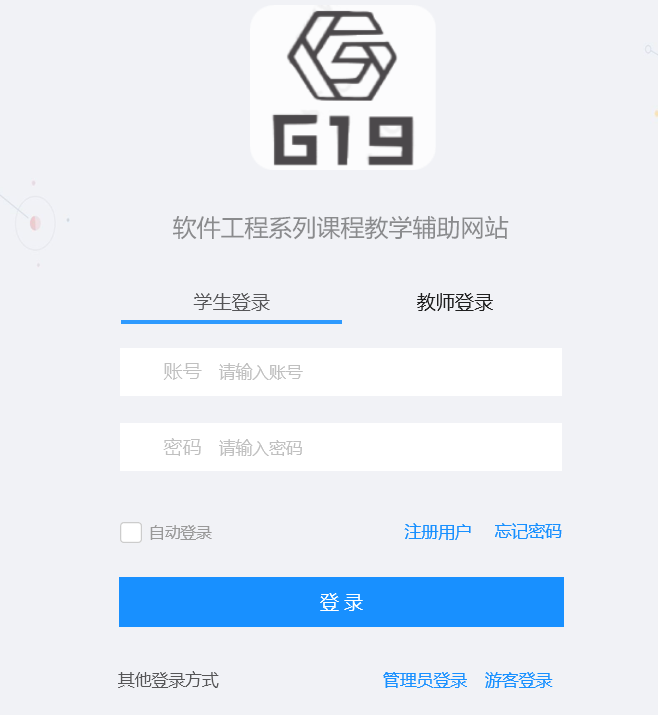 G19
软件工程系列课程教学辅助网站
学生登录 教师登录
账号 请输入账号
密码 请输入密码
自动登录 注册用户 忘记密码
登 录
其他登录方式 管理员登录 游客登录